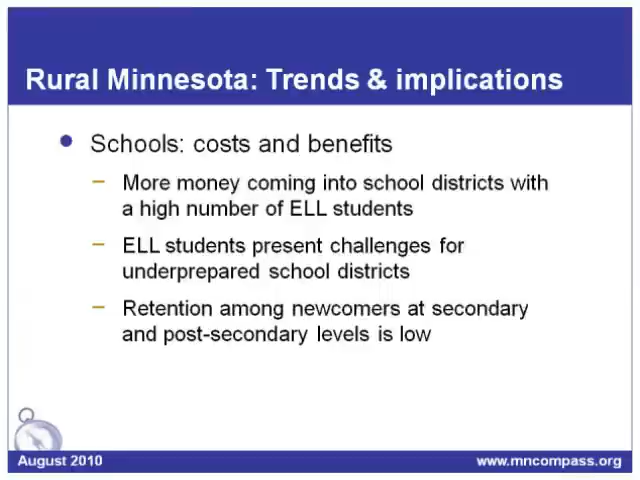 Rural Minnesota: Trends & implications
● Schools: costs and benefits
– More money coming into school districts with
a high number of ELL students
– ELL students present challenges for
underprepared school districts
– Retention among newcomers at secondary
and post-secondary levels is low
August 2010
www.mncompass.org